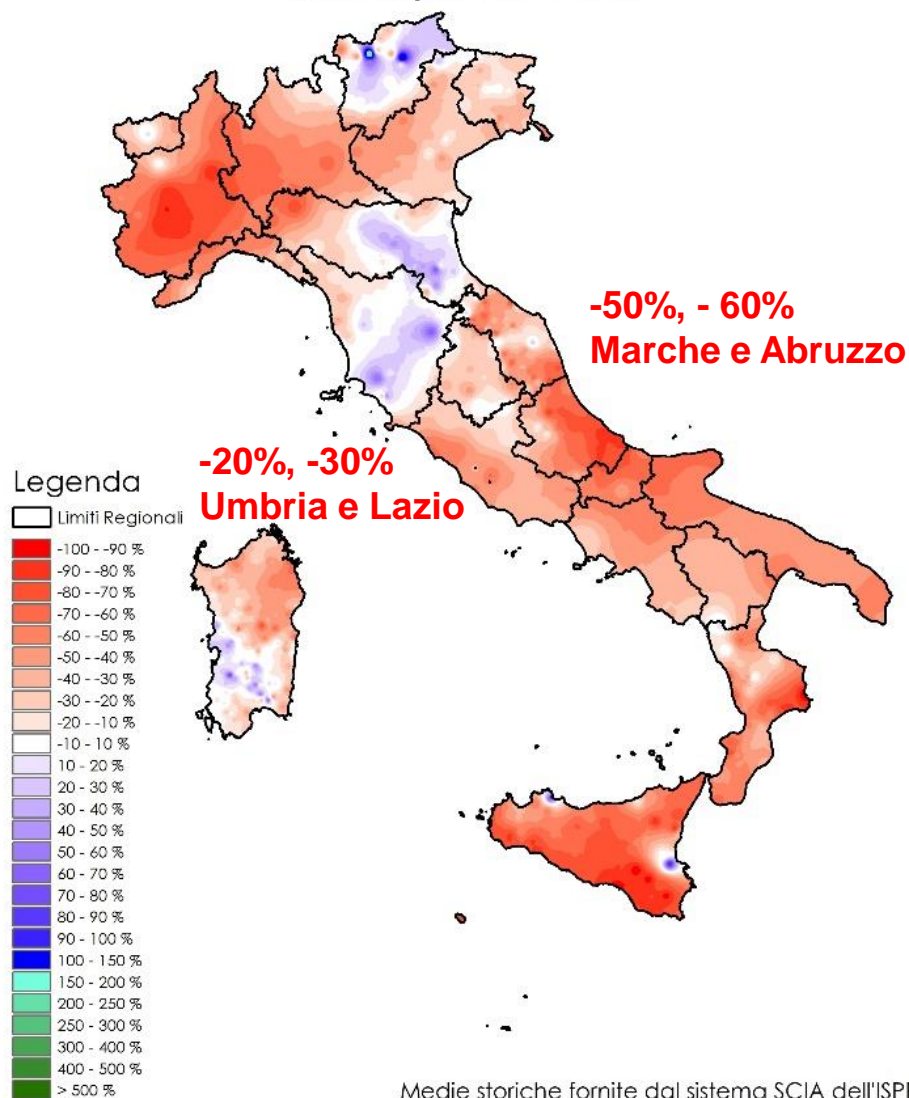 -50%, - 60%
Marche e Abruzzo
-20%, -30%
Umbria e Lazio
Legenda
Limiti Regionali
-100 - -90 %
-90 - -80 %
-80 - -70 %
-70 - -60 %
-60 - -50 %
-50 - -40 %
-40 - -30 %
-30 - -20 %
-20 - -10 %
-10 - 10 %
10 - 20 %
20 - 30 %
30 - 40 %
40 - 50 %
50 - 60 %
60 - 70 %
70 - 80 %
80 - 90 %
90 - 100 %
100 - 150 %
150 - 200 %
200 - 250 %
250 - 300 %
300 - 400 %
400 - 500 %
> 500 %
Medie storiche fornite dal sistema SCIA dell'ISP